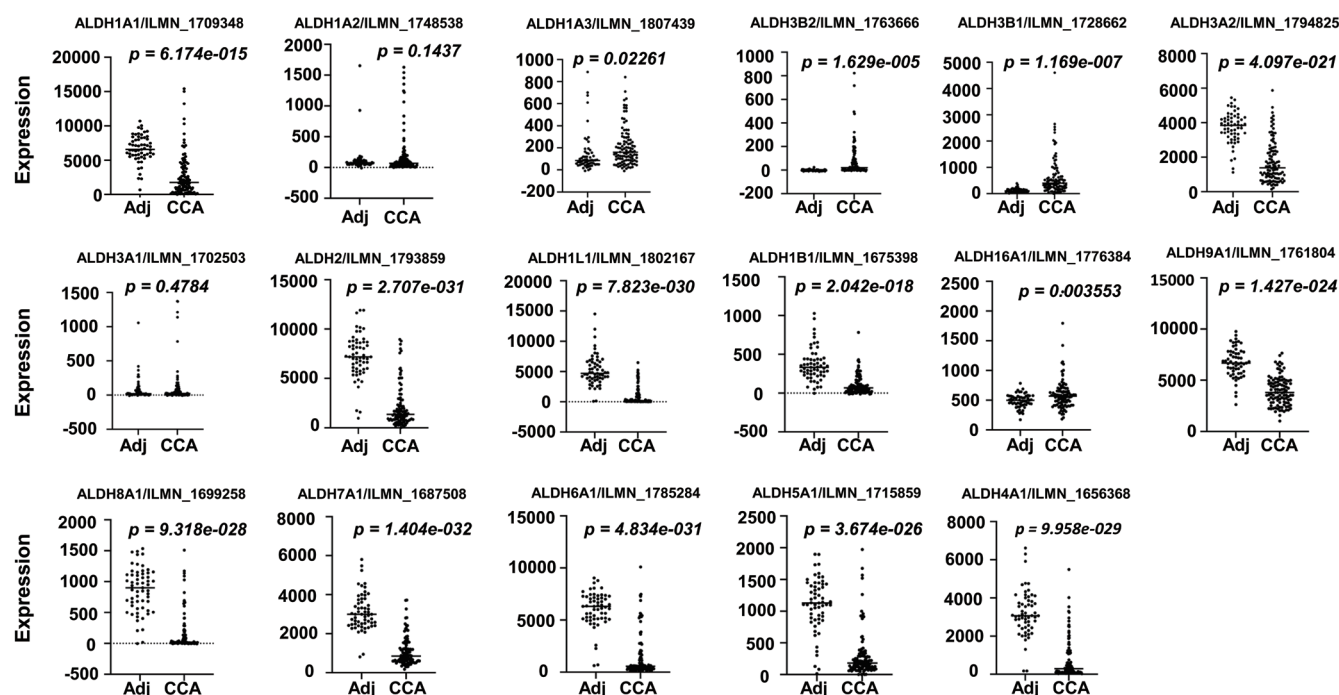 ALDH1A1/ILMN_1709348
p = 6.174e-015
Expression
20000
15000
10000
5000
0
Adj CCA
ALDH1A2/ILMN_1748538
p = 0.1437
2000
1500
1000
500
0
-500
Adj CCA
ALDH1A3/ILMN_1807439
p = 0.02261
1000
800
600
400
200
0
-200
Adj CCA
ALDH3B2/ILMN_1763666
p = 1.629e-005
1000
800
600
400
200
0
-200
Adj CCA
ALDH3B1/ILMN_1728662
p = 1.169e-007
5000
4000
3000
2000
1000
0
Adj CCA
ALDH3A2/ILMN_1794825
p = 4.097e-021
8000
6000
4000
2000
0
Adj CCA
ALDH3A1/ILMN_1702503
p = 0.4784
Expression
1500
1000
500
0
-500
Adj CCA
ALDH2/ILMN_1793859
p = 2.707e-031
15000
10000
5000
0
Adj CCA
ALDH1L1/ILMN_1802167
p = 7.823e-030
20000
15000
10000
5000
0
-5000
Adj CCA
ALDH1B1/ILMN_1675398
p = 2.042e-018
1500
1000
500
0
-500
Adj CCA
ALDH16A1/ILMN_1776384
p = 0.003553
2500
2000
1500
1000
500
0
Adj CCA
ALDH9A1/ILMN_1761804
p = 1.427e-024
15000
10000
5000
0
Adj CCA
ALDH8A1/ILMN_1699258
p = 9.318e-028
Expression
2000
1500
1000
500
0
-500
Adj CCA
ALDH7A1/ILMN_1687508
p = 1.404e-032
8000
6000
4000
2000
0
Adj CCA
ALDH6A1/ILMN_1785284
p = 4.834e-031
15000
10000
5000
0
Adj CCA
ALDH5A1/ILMN_1715859
p = 3.674e-026
2500
2000
1500
1000
500
0
Adj CCA
ALDH4A1/ILMN_1656368
p = 9.958e-029
8000
6000
4000
2000
0
Adj CCA